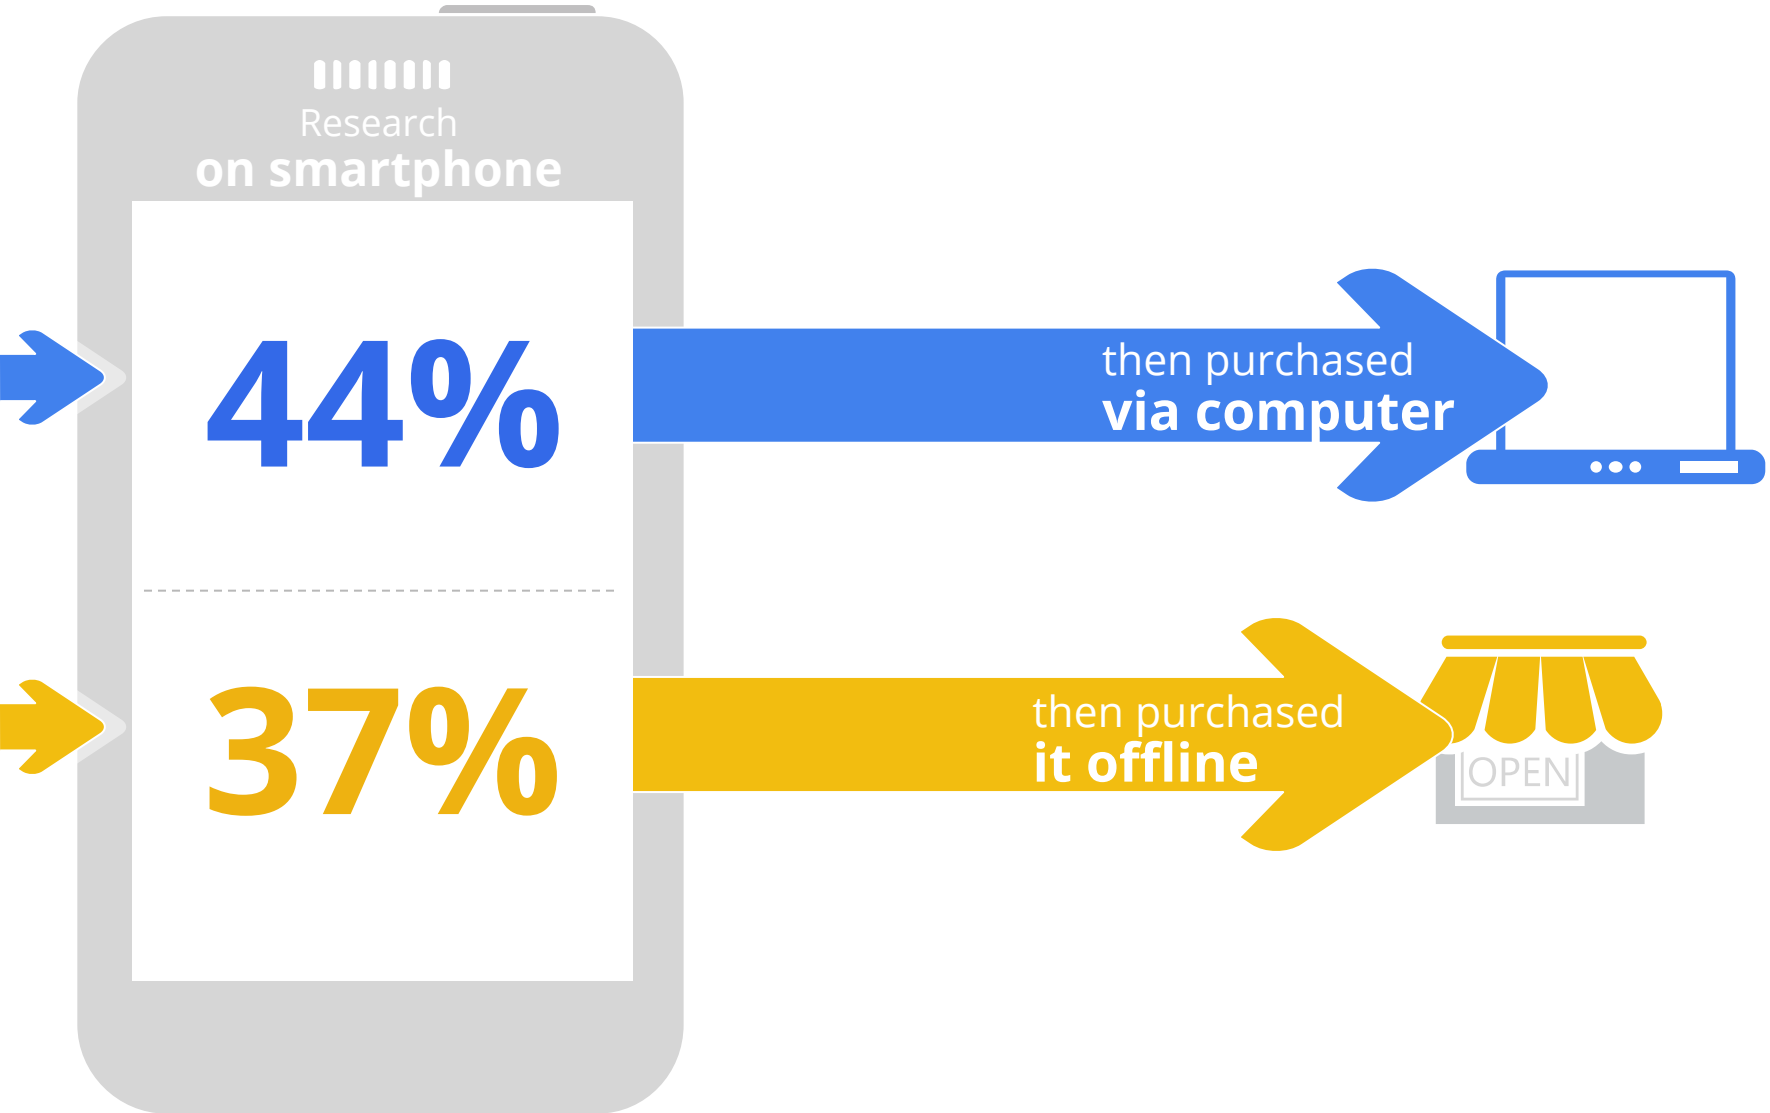 Research
on smartphone
44%
then purchased
via computer
37%
then purchased
it offline
OPEN